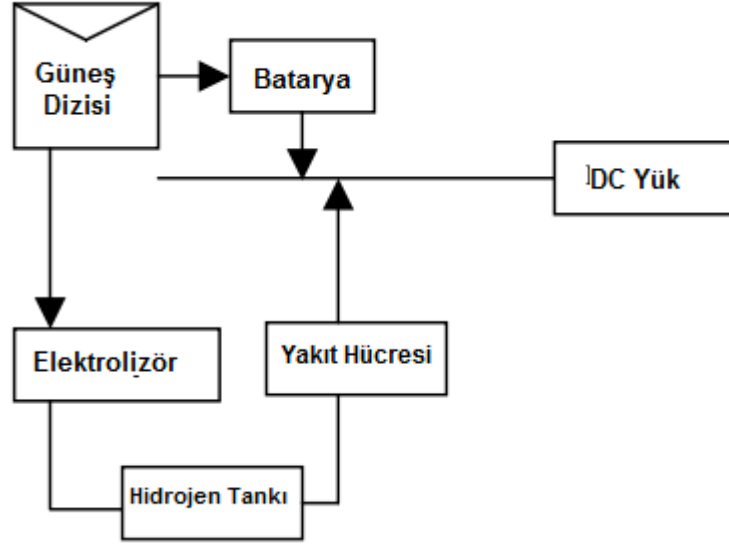 Güneş
Dizisi
Batarya
DC Yük
Elektrolizör
Yakıt Hücresi
Hidrojen Tankı